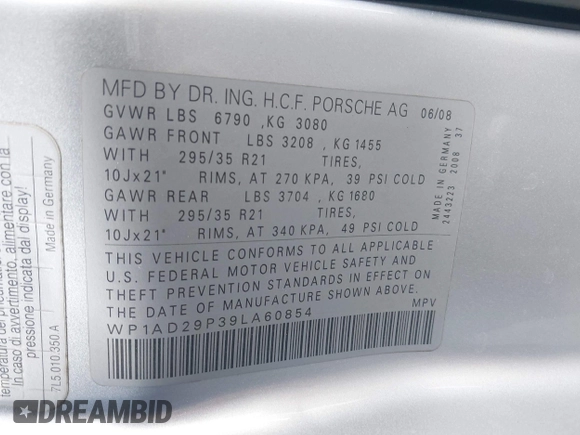 MFD BY DR. ING. H.C.F. PORSCHE AG 06/08
GVWR LBS 6790 ,KG 3080
GAWR FRONT LBS 3208 , KG 1455
WITH 295/35 R21 TIRES,
10Jx21" RIMS, AT 270 KPA, 39 PSI COLD
GAWR REAR LBS 3704 , KG 1680
WITH 295/35 R21 TIRES,
10Jx21" RIMS, AT 340 KPA, 49 PSI COLD
THIS VEHICLE CONFORMS TO ALL APPLICABLE
U.S. FEDERAL MOTOR VEHICLE SAFETY AND
THEFT PREVENTION STANDARDS IN EFFECT ON
THE DATE OF MANUFACTURE SHOWN ABOVE.
WP1AD29P39LA60854 MPV
MADE IN GERMANY
2443223 2008 37
temperatura dei pneumatici
In caso di avvertimento, alimentare con la
pressione indicata dal display!
7L5.010.350 A Made in Germany
DREAMBID